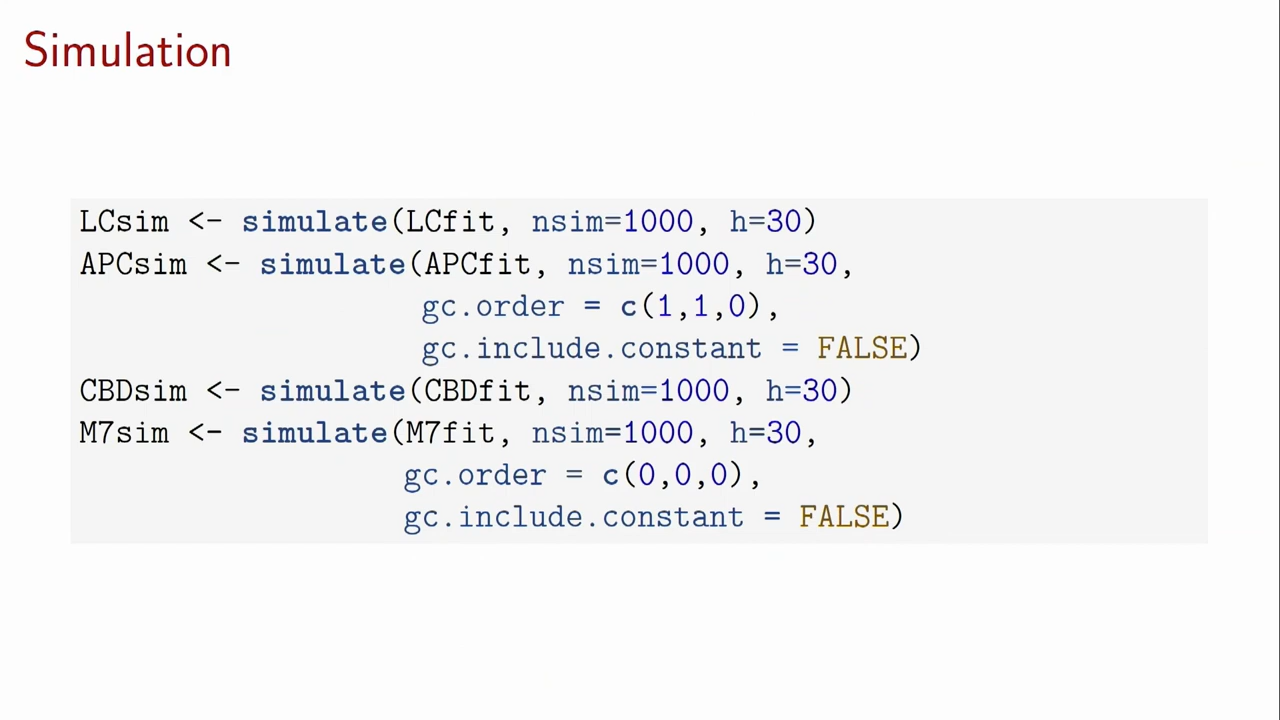 Simulation
LCsim <- simulate(LCfit, nsim=1000, h=30)
APCsim <- simulate(APCfit, nsim=1000, h=30,
gc.order = c(1,1,0),
gc.include.constant = FALSE)
CBDsim <- simulate(CBDfit, nsim=1000, h=30)
M7sim <- simulate(M7fit, nsim=1000, h=30,
gc.order = c(0,0,0),
gc.include.constant = FALSE)